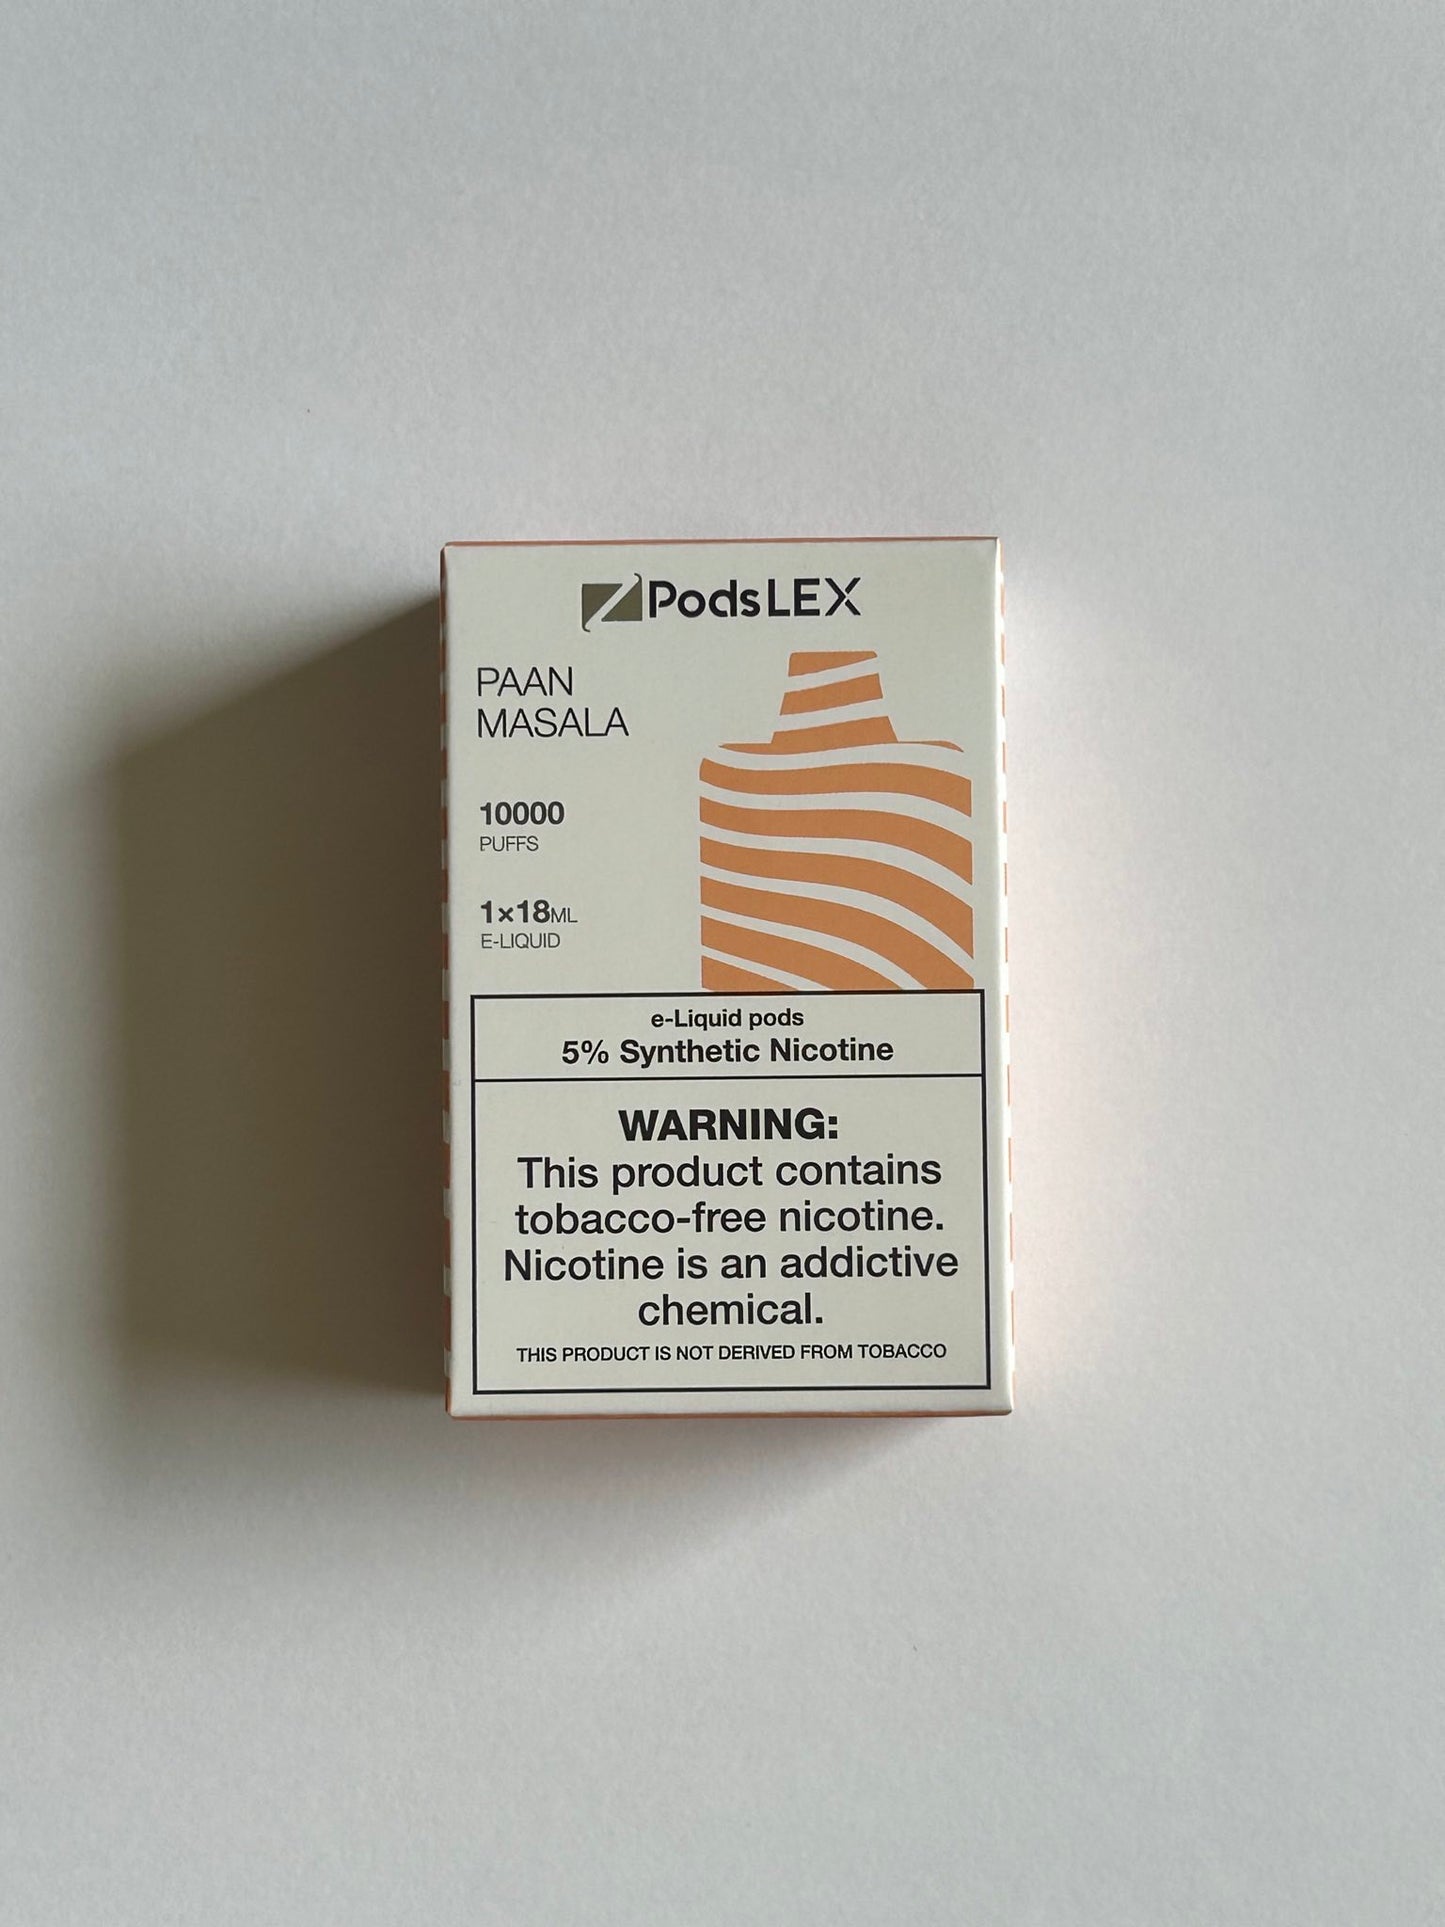 PodsLEX
PAAN
MASALA
10000
PUFFS
1×18ML
E-LIQUID
e-Liquid pods
5% Synthetic Nicotine
WARNING:
This product contains
tobacco-free nicotine.
Nicotine is an addictive
chemical.
THIS PRODUCT IS NOT DERIVED FROM TOBACCO